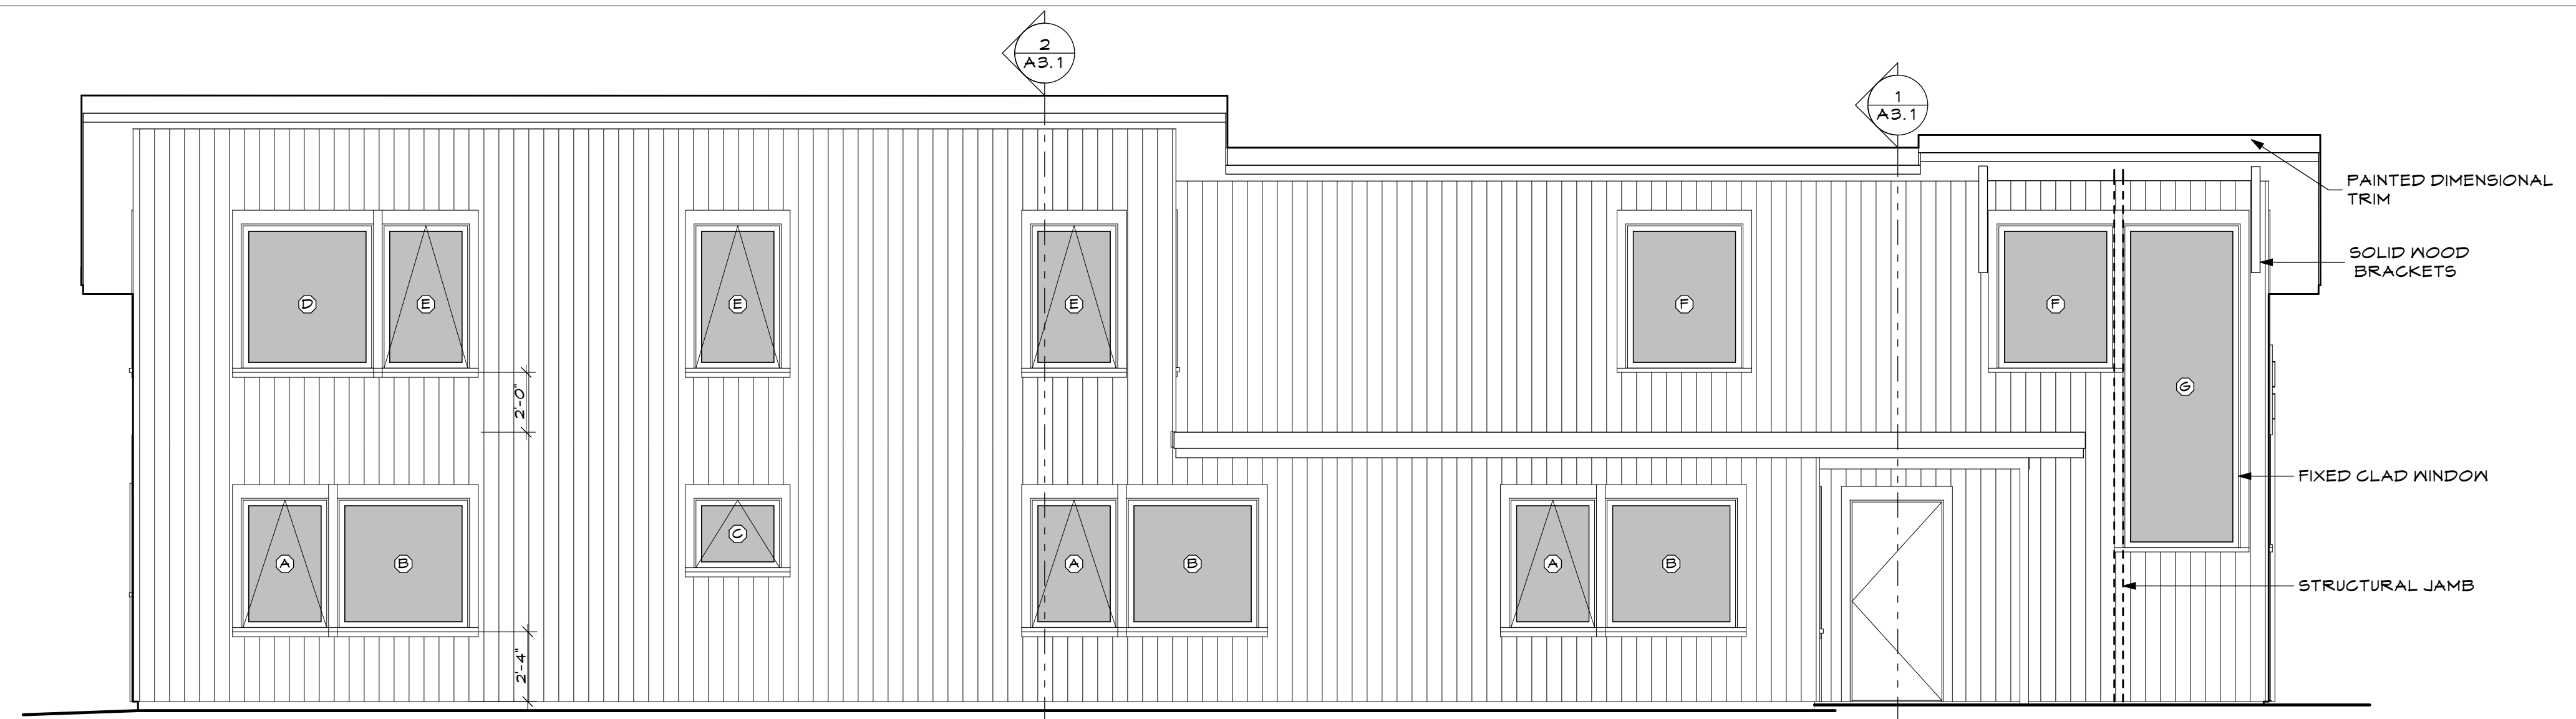 2
A3.1
1
A3.1
PAINTED DIMENSIONAL
TRIM
SOLID WOOD
BRACKETS
D
E
E
E
F
F
G
2'-0"
FIXED CLAD WINDOW
A
B
C
A
B
A
B
STRUCTURAL JAMB
2'-4"